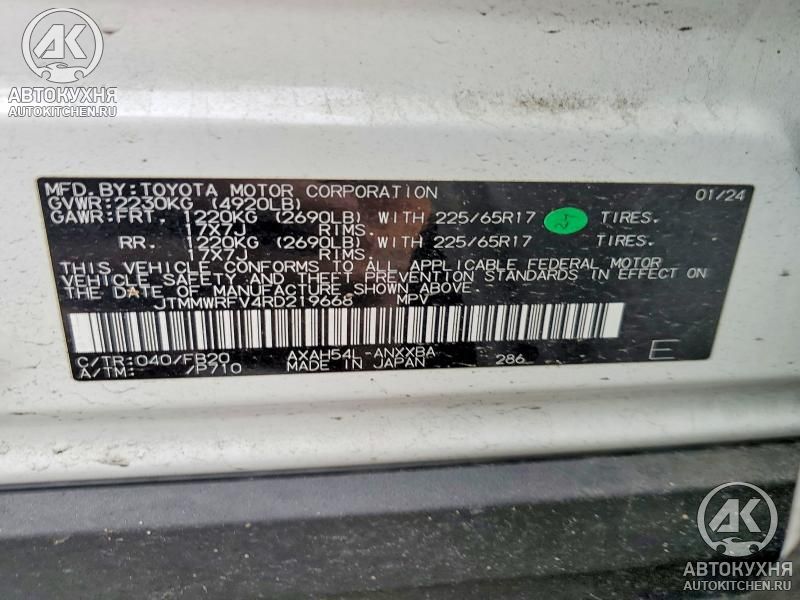 AK
АВТОКУХНЯ
AUTOKITCHEN.RU
MFD.BY:TOYOTA MOTOR CORPORATION 01/24
GVWR:2230KG (4920LB)
GAWR:FRT. 1220KG (2690LB) WITH 225/65R17 TIRES.
17X7J RIMS.
RR. 1220KG (2690LB) WITH 225/65R17 TIRES.
17X7J RIMS.
THIS VEHICLE CONFORMS TO ALL APPLICABLE FEDERAL MOTOR
VEHICLE SAFETY AND THEFT PREVENTION STANDARDS IN EFFECT ON
THE DATE OF MANUFACTURE SHOWN ABOVE.
JTMMWRFV4RD219668 MPV
C/TR:040/FB20 AXAH54L-ANXXBA 286 E
A/TM: /P710 MADE IN JAPAN
AK
АВТОКУХНЯ
AUTOKITCHEN.RU